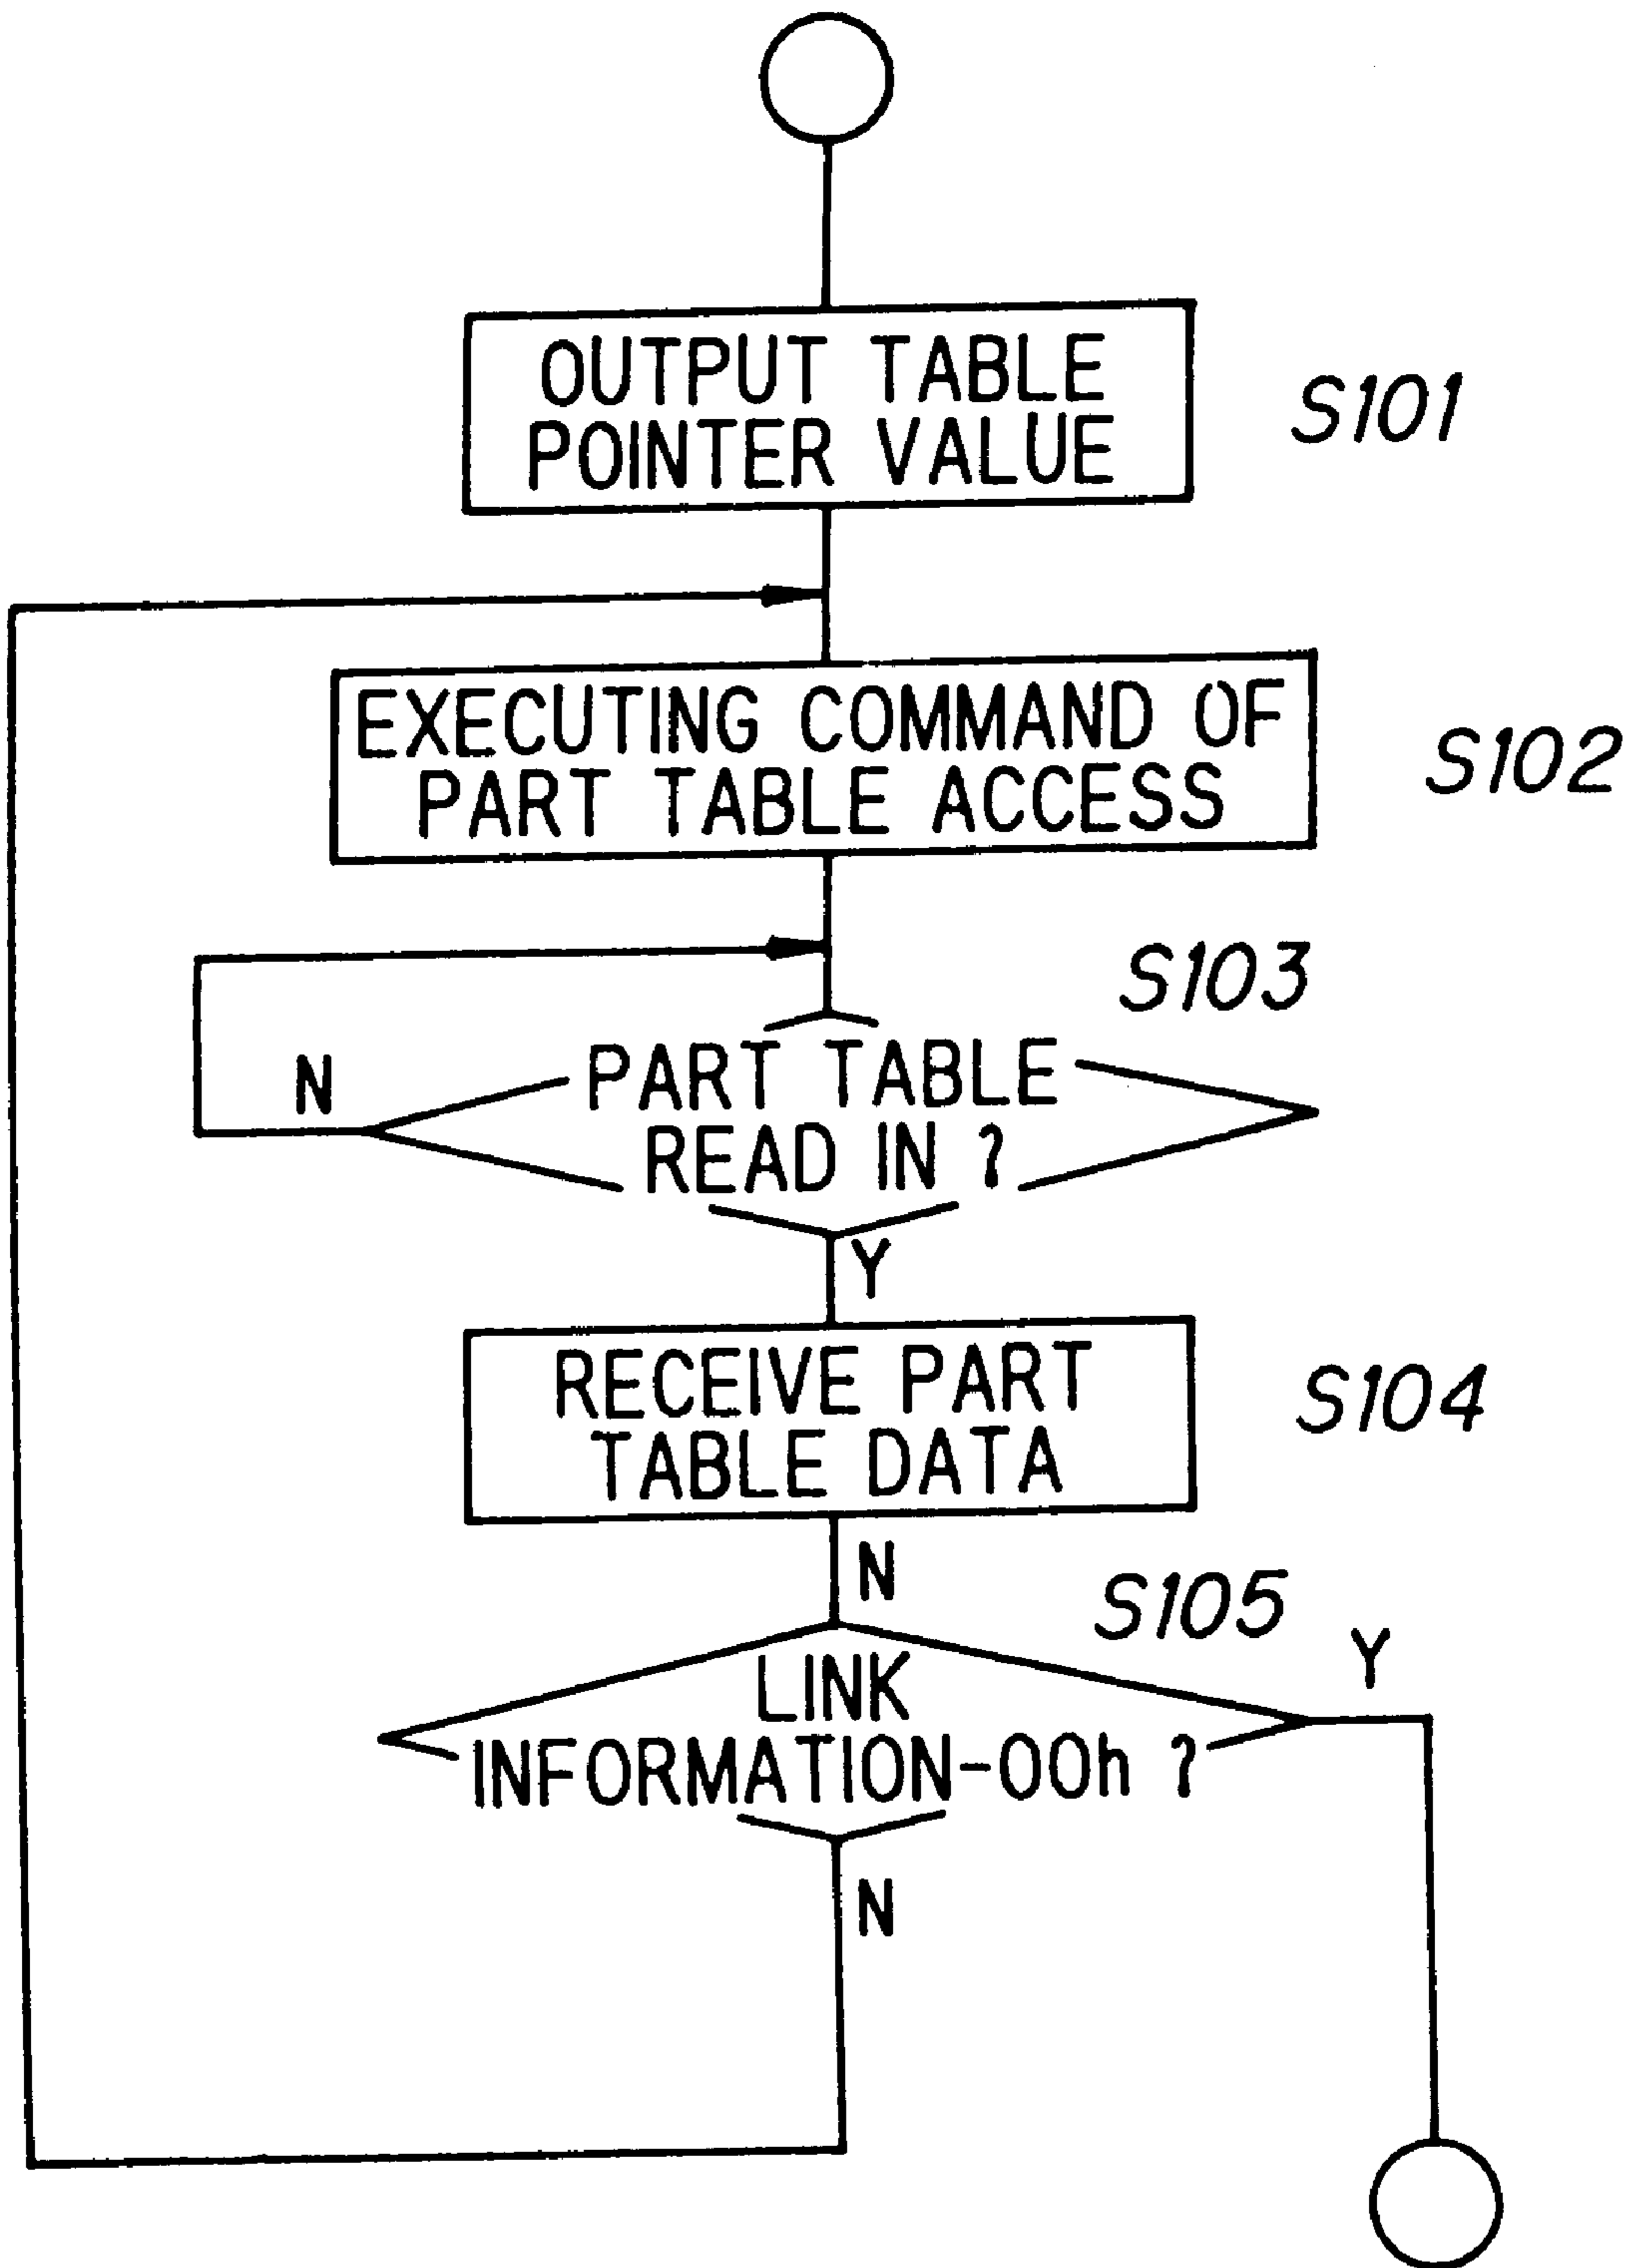 OUTPUT TABLE
POINTER VALUE
S101
EXECUTING COMMAND OF
PART TABLE ACCESS
S102
S103
N
PART TABLE
READ IN ?
Y
RECEIVE PART
TABLE DATA
S104
N
S105
Y
LINK
INFORMATION-00h ?
N